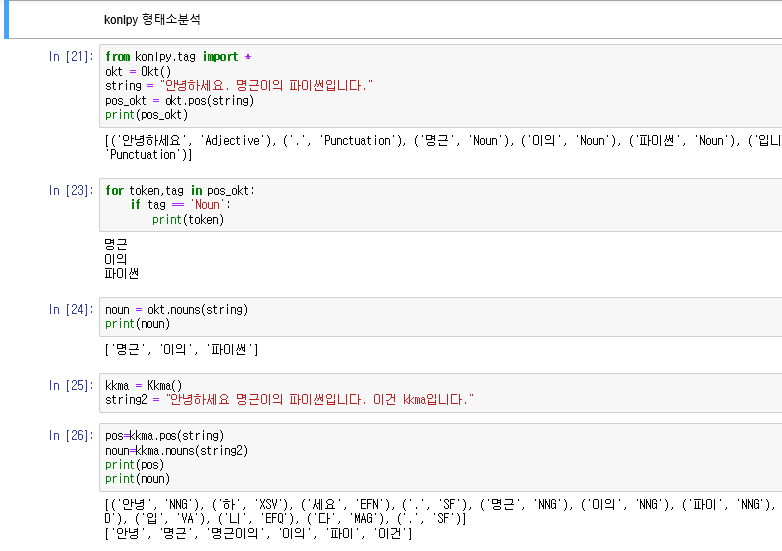 konlpy 형태소분석
In [21]:
from konlpy.tag import *
okt = Okt()
string = "안녕하세요. 명근이의 파이썬입니다."
pos_okt = okt.pos(string)
print(pos_okt)
[('안녕하세요', 'Adjective'), ('.', 'Punctuation'), ('명근', 'Noun'), ('이의', 'Noun'), ('파이썬', 'Noun'), ('입니
'Punctuation')]
In [23]:
for token,tag in pos_okt:
if tag == 'Noun':
print(token)
명근
이의
파이썬
In [24]:
noun = okt.nouns(string)
print(noun)
['명근', '이의', '파이썬']
In [25]:
kkma = Kkma()
string2 = "안녕하세요 명근이의 파이썬입니다. 이건 kkma입니다."
In [26]:
pos=kkma.pos(string)
noun=kkma.nouns(string2)
print(pos)
print(noun)
[('안녕', 'NNG'), ('하', 'XSV'), ('세요', 'EFN'), ('.', 'SF'), ('명근', 'NNG'), ('이의', 'NNG'), ('파이', 'NNG'),
D'), ('입', 'VA'), ('니', 'EFQ'), ('다', 'MAG'), ('.', 'SF')]
['안녕', '명근', '명근이의', '이의', '파이', '이건']